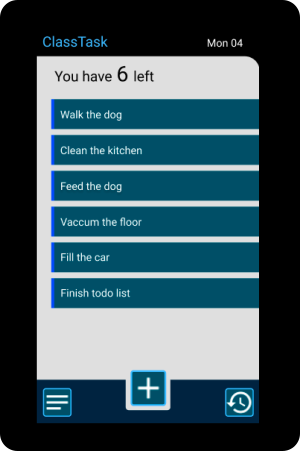 ClassTask
Mon 04
You have 6 left
Walk the dog
Clean the kitchen
Feed the dog
Vaccum the floor
Fill the car
Finish todo list